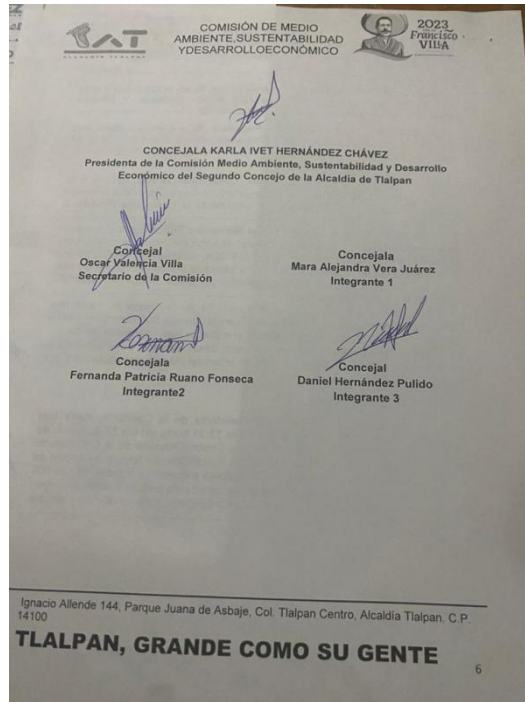 AT
ALCALDÍA TLALPAN
COMISIÓN DE MEDIO
AMBIENTE,SUSTENTABILIDAD
YDESARROLLOECONÓMICO
2023
Francisco
VILLA
CONCEJALA KARLA IVET HERNÁNDEZ CHÁVEZ
Presidenta de la Comisión Medio Ambiente, Sustentabilidad y Desarrollo
Económico del Segundo Concejo de la Alcaldía de Tlalpan
Concejal
Oscar Valencia Villa
Secretario de la Comisión
Concejala
Mara Alejandra Vera Juárez
Integrante 1
Concejala
Fernanda Patricia Ruano Fonseca
Integrante2
Concejal
Daniel Hernández Pulido
Integrante 3
Ignacio Allende 144, Parque Juana de Asbaje, Col. Tlalpan Centro, Alcaldía Tlalpan, C.P.
14100
TLALPAN, GRANDE COMO SU GENTE
6